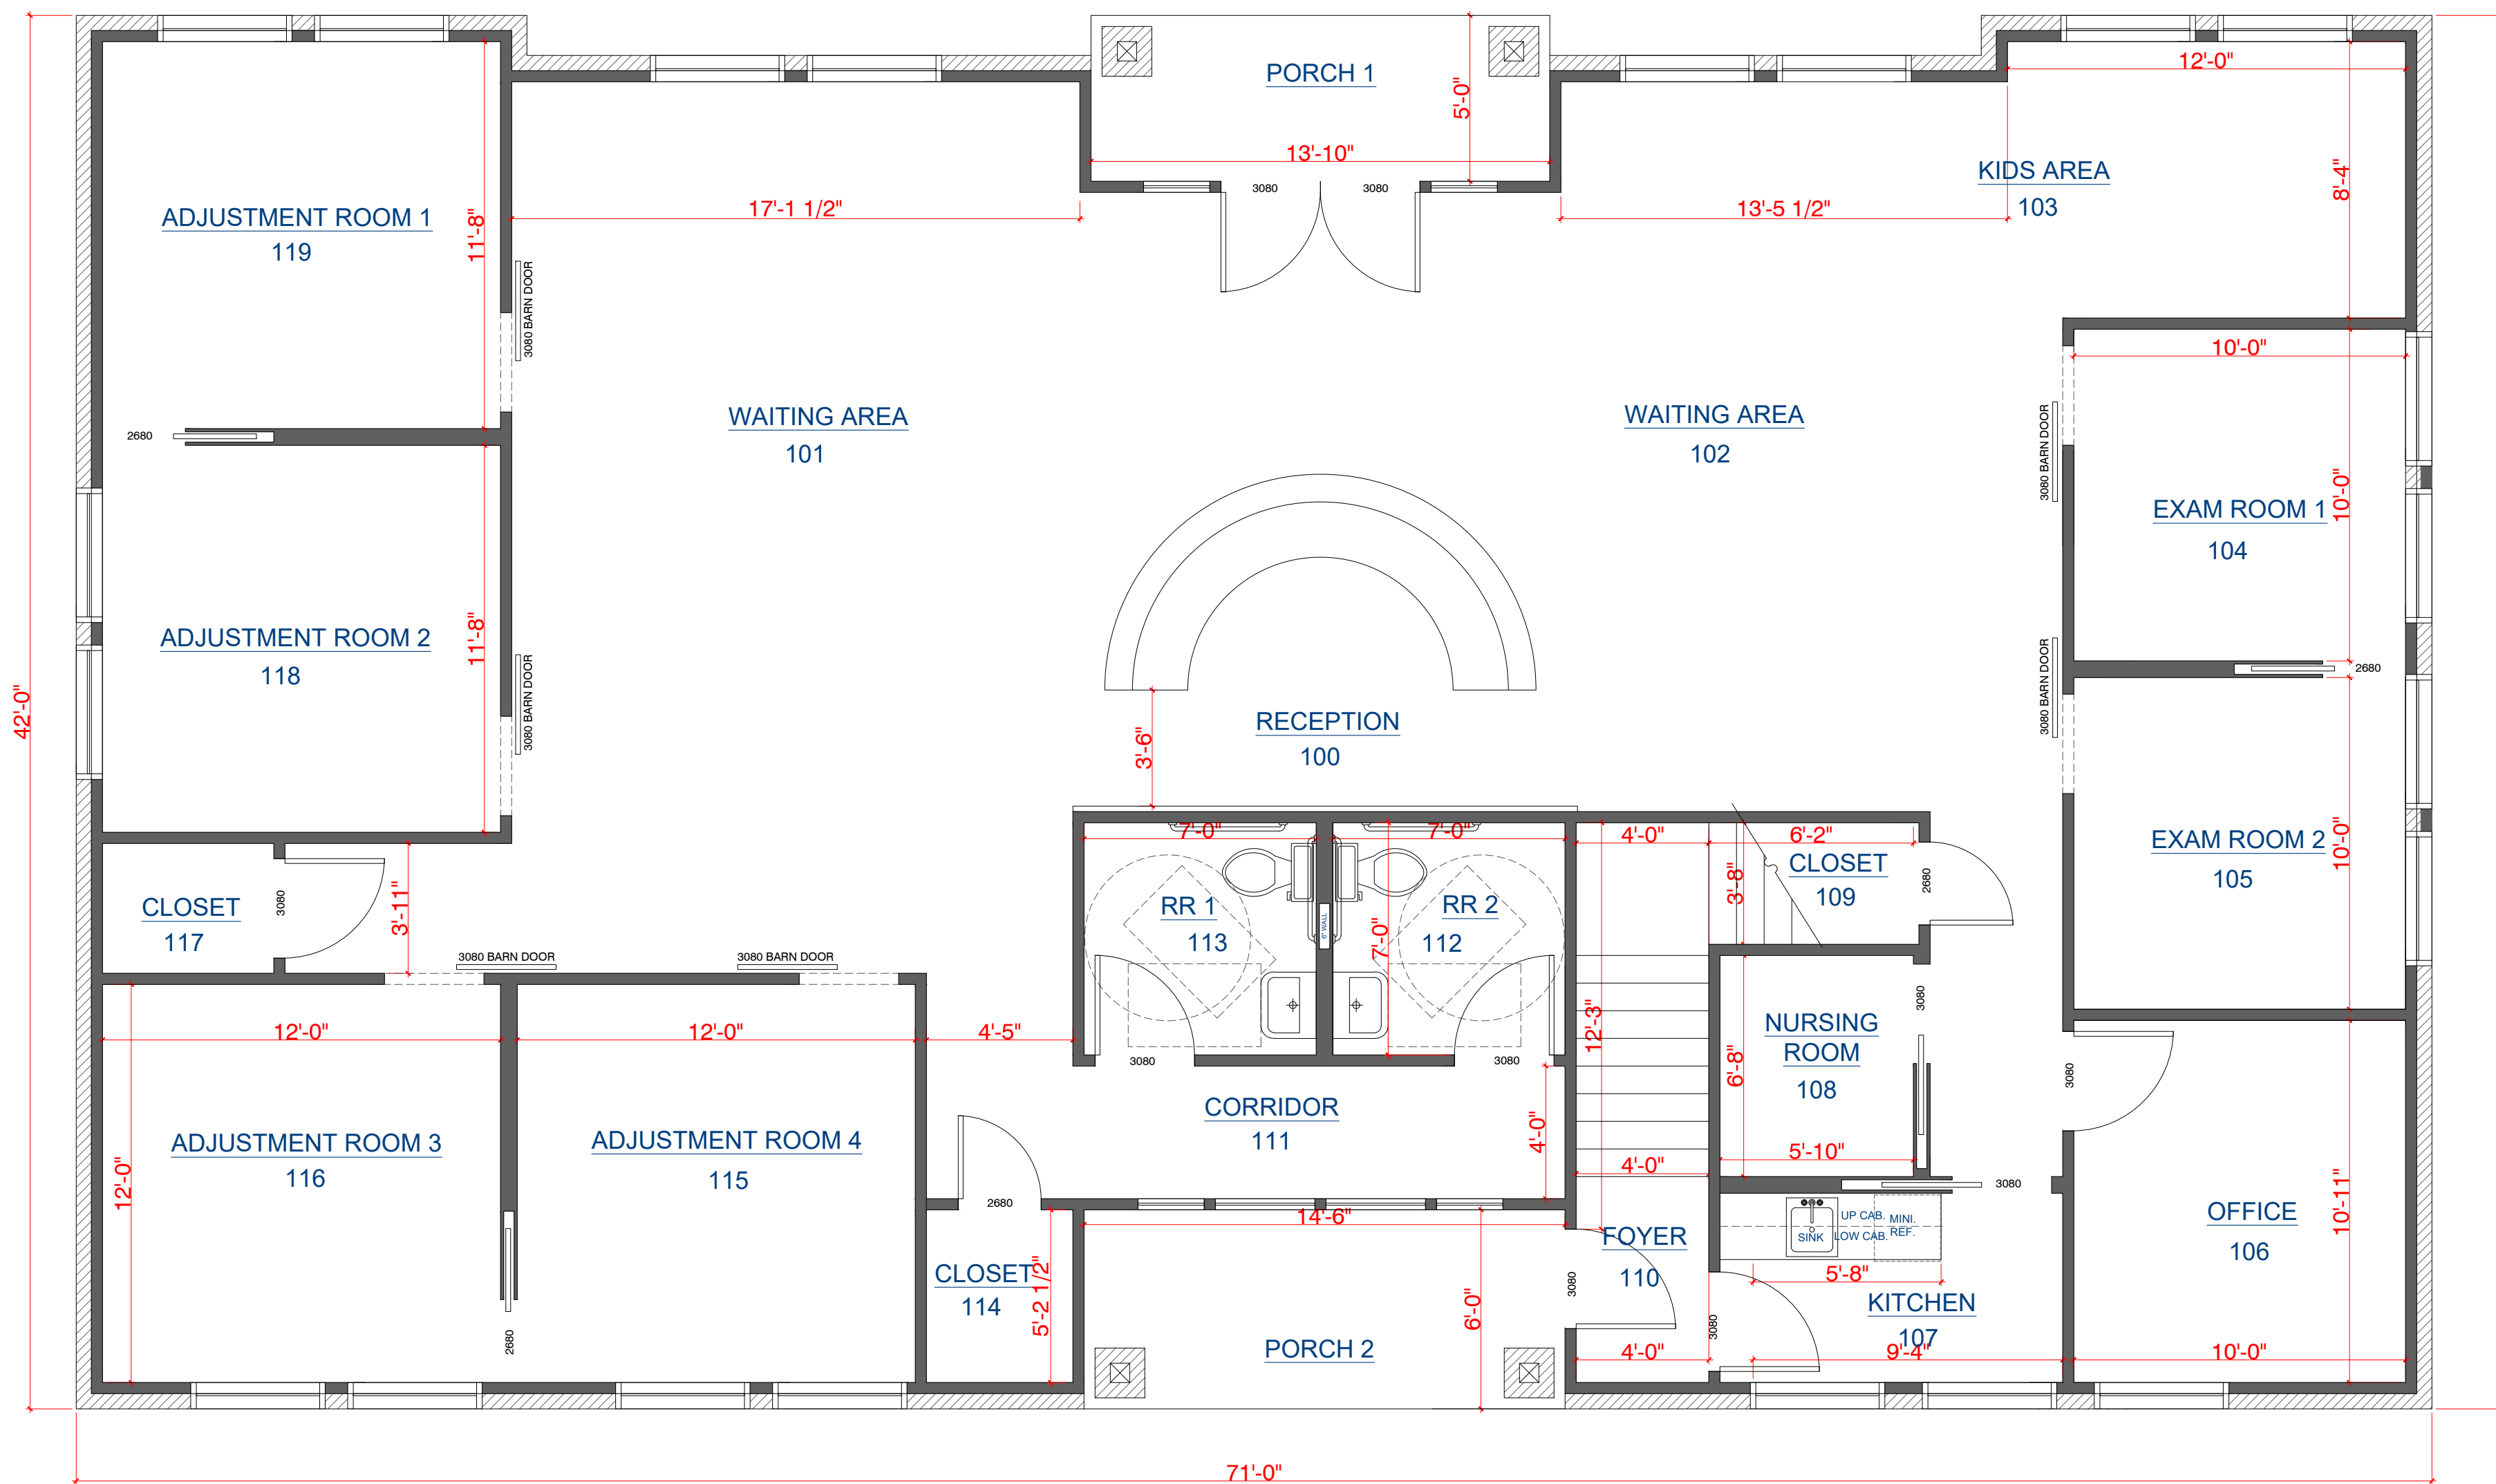 12'-0"
PORCH 1
5'-0"
13'-10"
3080
3080
KIDS AREA
103
8'-4"
ADJUSTMENT ROOM 1
119
11'-8"
17'-1 1/2"
13'-5 1/2"
3080 BARN DOOR
10'-0"
WAITING AREA
101
WAITING AREA
102
2680
3080 BARN DOOR
EXAM ROOM 1
104
10'-0"
ADJUSTMENT ROOM 2
118
11'-8"
3080 BARN DOOR
42'-0"
RECEPTION
100
3'-6"
3080 BARN DOOR
2680
7'-0"
7'-0"
4'-0"
6'-2"
EXAM ROOM 2
105
10'-0"
CLOSET
117
3080
3'-11"
RR 1
113
6" WALL
RR 2
112
7'-0"
3'-8"
CLOSET
109
2680
3080 BARN DOOR
3080 BARN DOOR
12'-0"
12'-0"
4'-5"
3080
3080
12'-3"
NURSING
ROOM
108
3080
6'-8"
5'-10"
3080
ADJUSTMENT ROOM 3
116
12'-0"
ADJUSTMENT ROOM 4
115
CORRIDOR
111
4'-0"
4'-0"
3080
2680
14'-6"
FOYER
110
UP CAB.
LOW CAB.
MINI.
REF.
SINK
OFFICE
106
10'-11"
CLOSET
114
5'-2 1/2"
6'-0"
3080
5'-8"
KITCHEN
107
2680
PORCH 2
4'-0"
3080
9'-4"
10'-0"
71'-0"